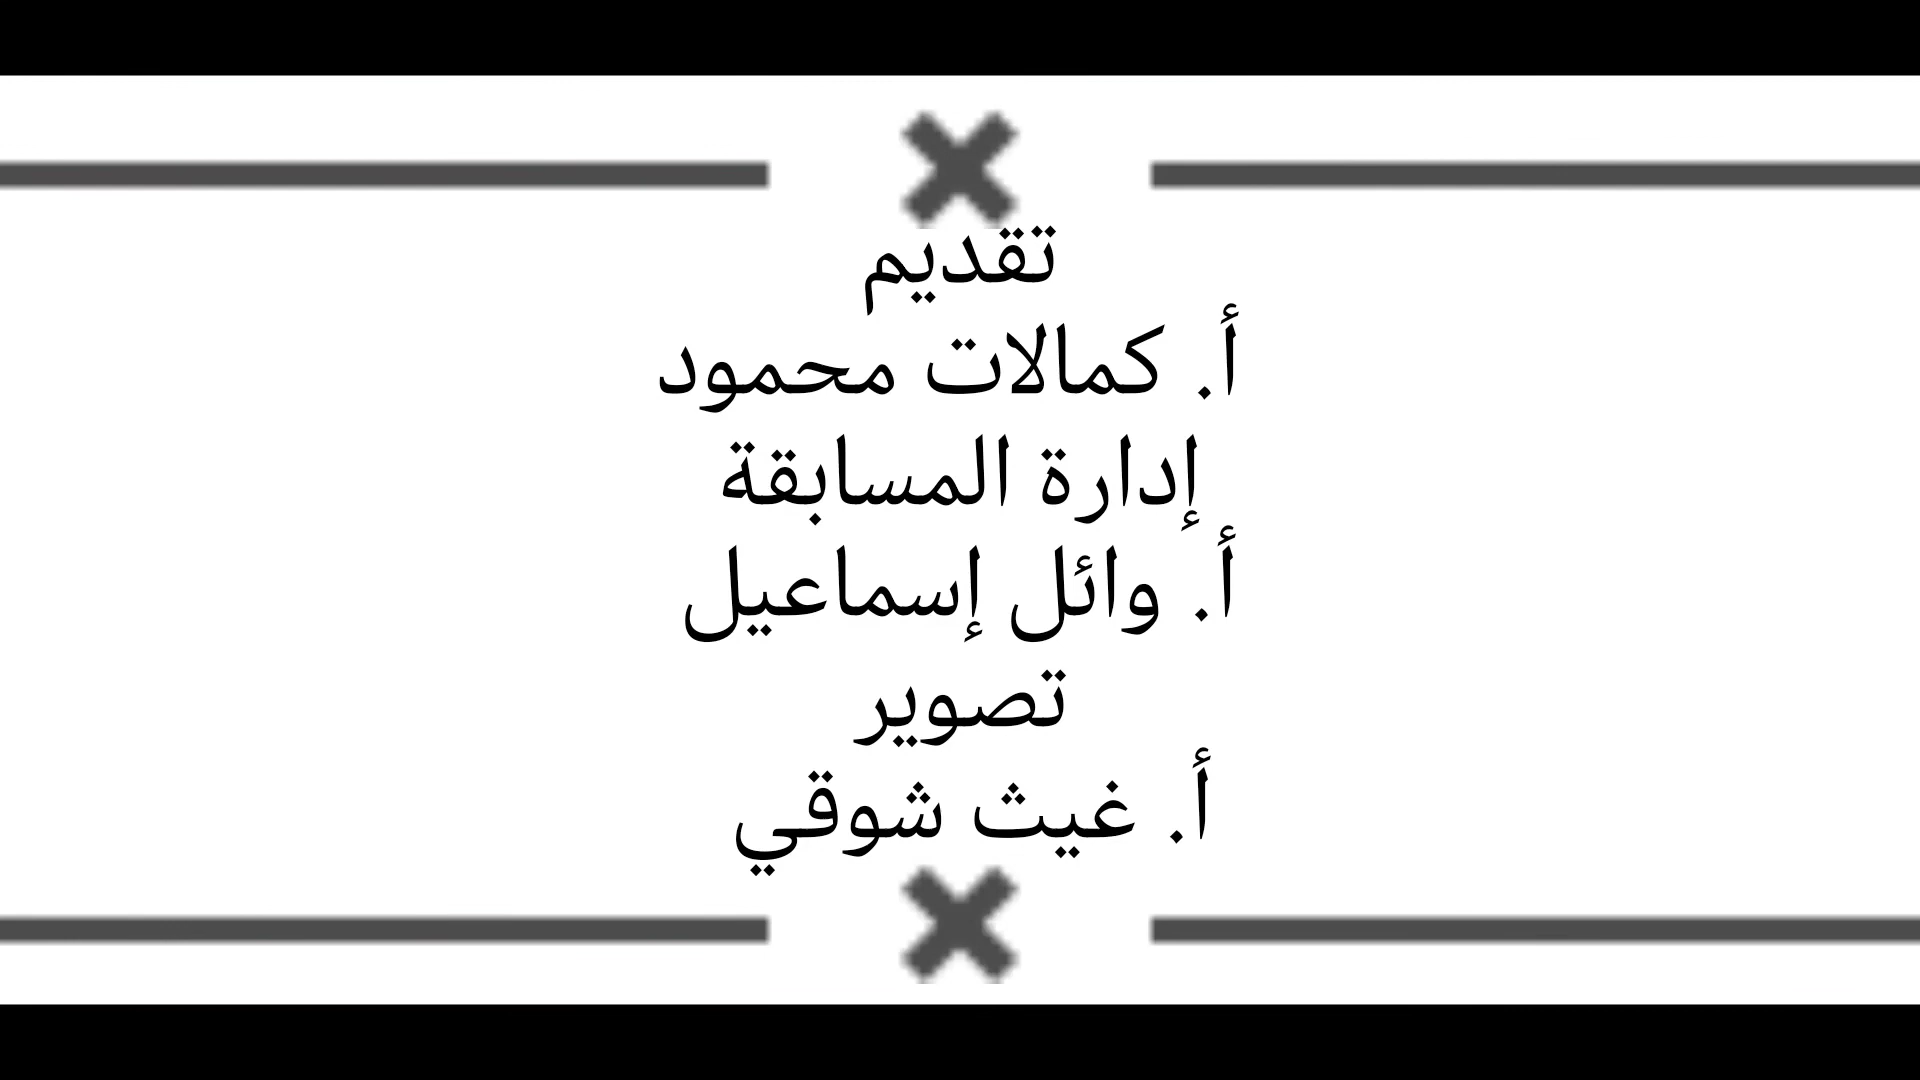 تقديم
أ. كمالات محمود
إدارة المسابقة
أ. وائل إسماعيل
تصوير
أ. غيث شوقي